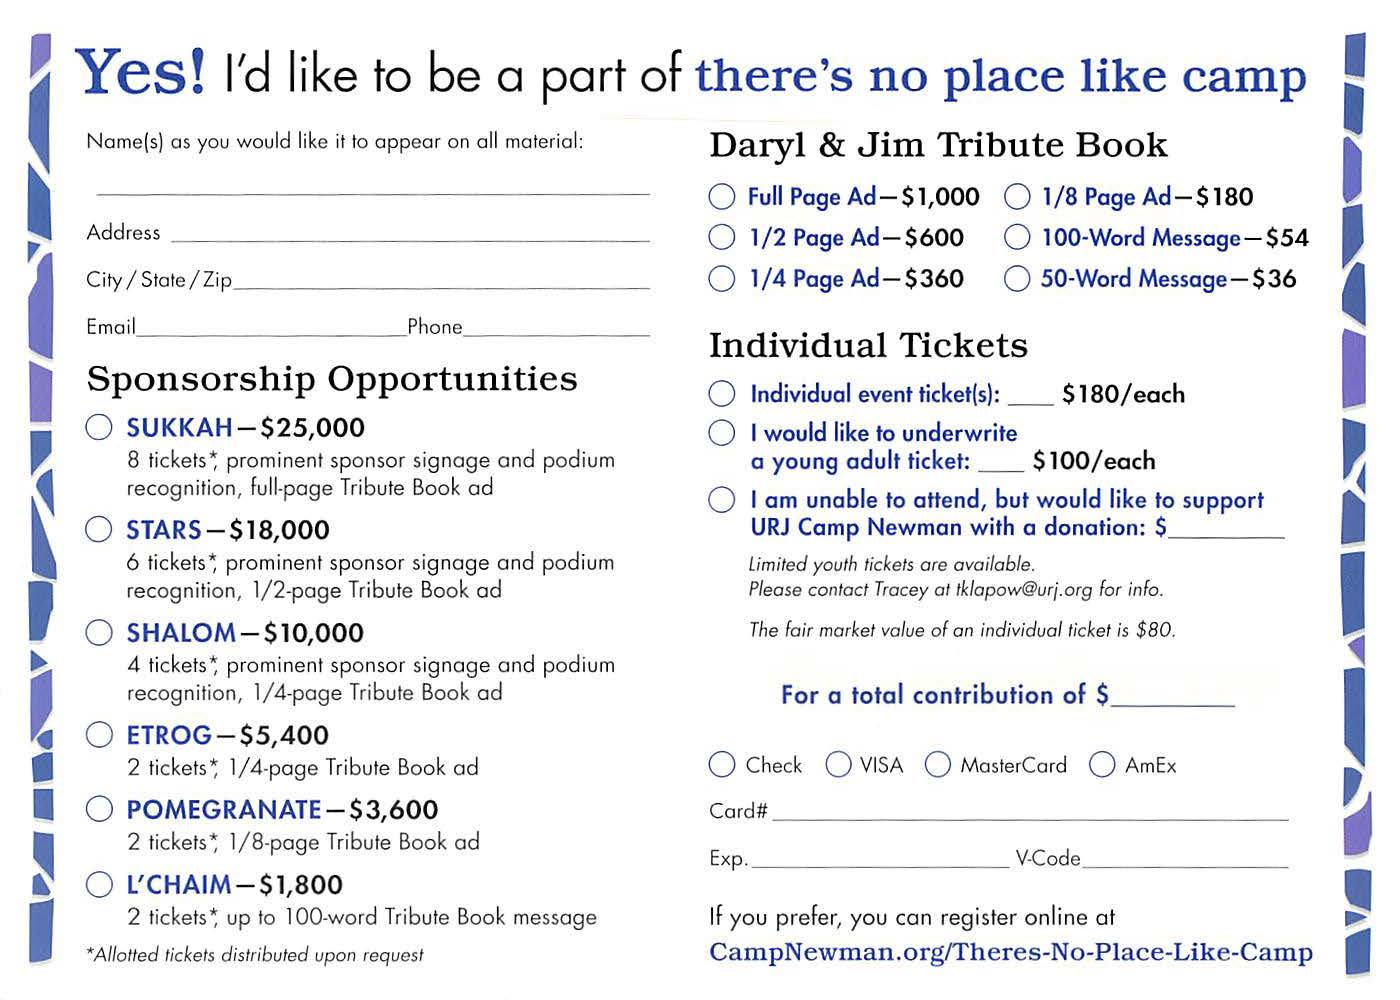 Yes! I'd like to be a part of there's no place like camp
Name(s) as you would like it to appear on all material:
Address
City / State / Zip
Email Phone
Sponsorship Opportunities
SUKKAH—$25,000
8 tickets*, prominent sponsor signage and podium
recognition, full-page Tribute Book ad
STARS—$18,000
6 tickets*, prominent sponsor signage and podium
recognition, 1/2-page Tribute Book ad
SHALOM—$10,000
4 tickets*, prominent sponsor signage and podium
recognition, 1/4-page Tribute Book ad
ETROG—$5,400
2 tickets*, 1/4-page Tribute Book ad
POMEGRANATE—$3,600
2 tickets*, 1/8-page Tribute Book ad
L'CHAIM—$1,800
2 tickets*, up to 100-word Tribute Book message
*Allotted tickets distributed upon request
Daryl & Jim Tribute Book
Full Page Ad—$1,000 1/8 Page Ad—$180
1/2 Page Ad—$600 100-Word Message—$54
1/4 Page Ad—$360 50-Word Message—$36
Individual Tickets
Individual event ticket(s): ____ $180/each
I would like to underwrite
a young adult ticket: ____ $100/each
I am unable to attend, but would like to support
URJ Camp Newman with a donation: $
Limited youth tickets are available.
Please contact Tracey at tklapow@urj.org for info.
The fair market value of an individual ticket is $80.
For a total contribution of $
Check VISA MasterCard AmEx
Card#
Exp. V-Code
If you prefer, you can register online at
CampNewman.org/Theres-No-Place-Like-Camp